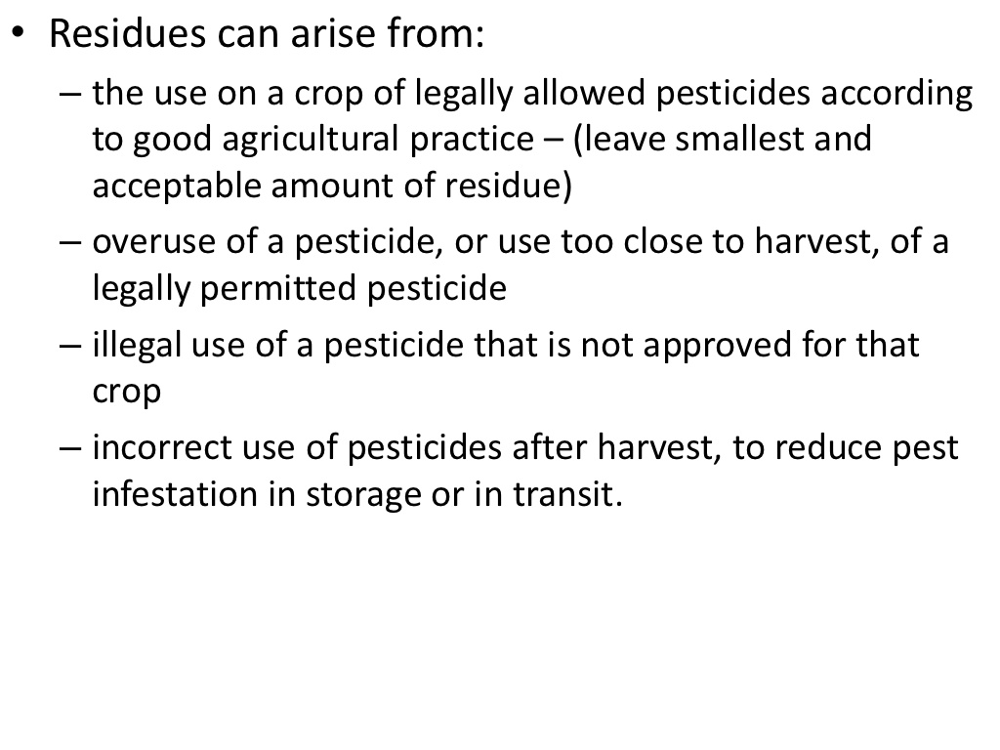 • Residues can arise from:
– the use on a crop of legally allowed pesticides according
to good agricultural practice – (leave smallest and
acceptable amount of residue)
– overuse of a pesticide, or use too close to harvest, of a
legally permitted pesticide
– illegal use of a pesticide that is not approved for that
crop
– incorrect use of pesticides after harvest, to reduce pest
infestation in storage or in transit.